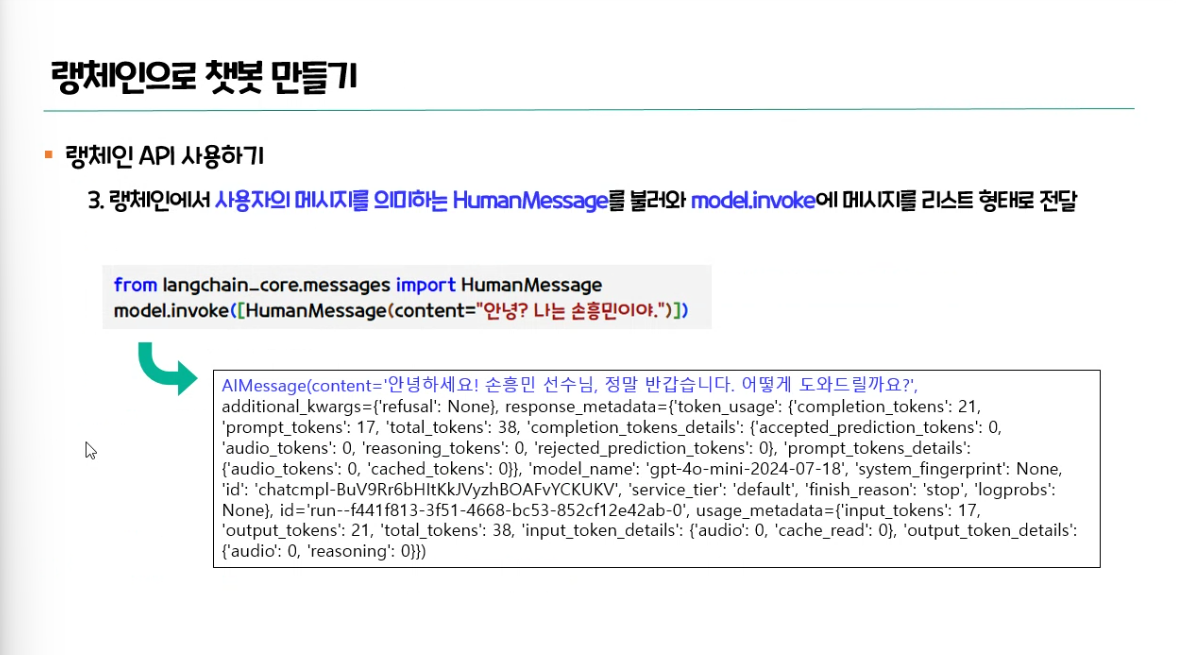 랭체인으로 챗봇 만들기
랭체인 API 사용하기
3. 랭체인에서 사용자의 메시지를 의미하는 HumanMessage를 불러와 model.invoke에 메시지를 리스트 형태로 전달
from langchain_core.messages import HumanMessage
model.invoke([HumanMessage(content="안녕? 나는 손흥민이야.")])
AIMessage(content='안녕하세요! 손흥민 선수님, 정말 반갑습니다. 어떻게 도와드릴까요?',
additional_kwargs={'refusal': None}, response_metadata={'token_usage': {'completion_tokens': 21,
'prompt_tokens': 17, 'total_tokens': 38, 'completion_tokens_details': {'accepted_prediction_tokens': 0,
'audio_tokens': 0, 'reasoning_tokens': 0, 'rejected_prediction_tokens': 0}, 'prompt_tokens_details':
{'audio_tokens': 0, 'cached_tokens': 0}}, 'model_name': 'gpt-4o-mini-2024-07-18', 'system_fingerprint': None,
'id': 'chatcmpl-BuV9Rr6bHItKkJVyzhBOAFvYCKUKV', 'service_tier': 'default', 'finish_reason': 'stop', 'logprobs':
None}, id='run--f441f813-3f51-4668-bc53-852cf12e42ab-0', usage_metadata={'input_tokens': 17,
'output_tokens': 21, 'total_tokens': 38, 'input_token_details': {'audio': 0, 'cache_read': 0}, 'output_token_details':
{'audio': 0, 'reasoning': 0}})